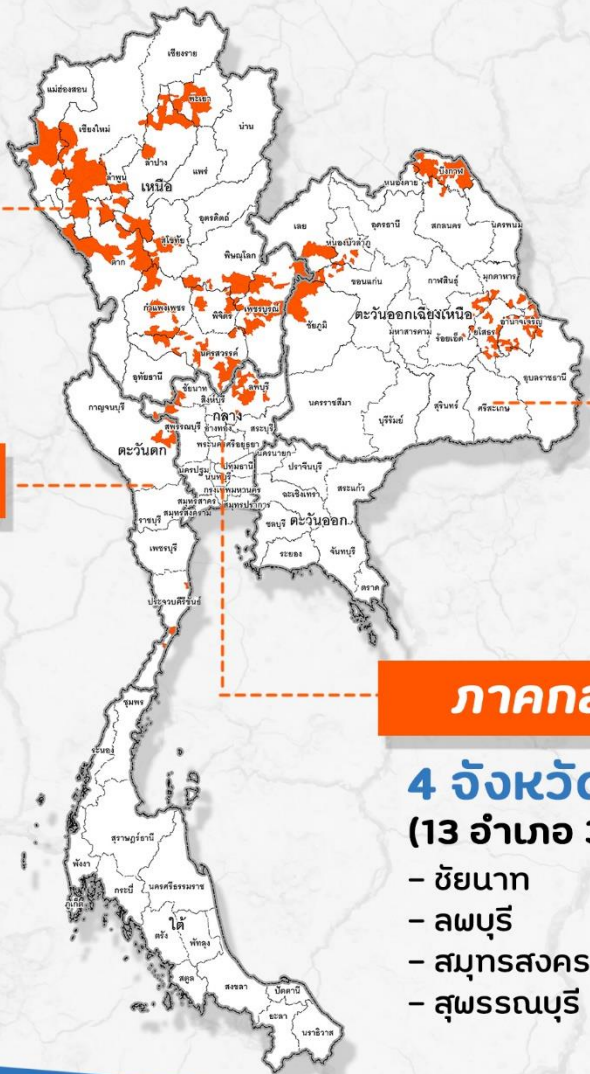 เชียงราย
แม่ฮ่องสอน
พะเยา
เชียงใหม่
น่าน
ลำปาง
ลำพูน
แพร่
เหนือ
อุตรดิตถ์
สุโขทัย
ตาก
พิษณุโลก
กำแพงเพชร
พิจิตร
เพชรบูรณ์
นครสวรรค์
อุทัยธานี
บึงกาฬ
หนองคาย
เลย
อุดรธานี
สกลนคร
นครพนม
หนองบัวลำภู
ขอนแก่น
กาฬสินธุ์
มุกดาหาร
ตะวันออกเฉียงเหนือ
ชัยภูมิ
มหาสารคาม
ร้อยเอ็ด
ยโสธร
อำนาจเจริญ
อุบลราชธานี
นครราชสีมา
บุรีรัมย์
สุรินทร์
ศรีสะเกษ
ชัยนาท
สิงห์บุรี
ลพบุรี
กลาง
กาญจนบุรี
สุพรรณบุรี
อ่างทอง
สระบุรี
พระนครศรีอยุธยา
ตะวันตก
นครนายก
นครปฐม
ปทุมธานี
นนทบุรี
กรุงเทพมหานคร
ปราจีนบุรี
สระแก้ว
ฉะเชิงเทรา
สมุทรสาคร
สมุทรปราการ
สมุทรสงคราม
ราชบุรี
ชลบุรี
ตะวันออก
เพชรบุรี
ระยอง
จันทบุรี
ตราด
ประจวบคีรีขันธ์
ชุมพร
ระนอง
สุราษฎร์ธานี
พังงา
กระบี่
นครศรีธรรมราช
ภูเก็ต
ใต้
ตรัง
พัทลุง
สตูล
สงขลา
ปัตตานี
ยะลา
นราธิวาส
4 จังหวัด
(13 อำเภอ
- ชัยนาท
- ลพบุรี
- สมุทรสงคร
- สุพรรณบุรี